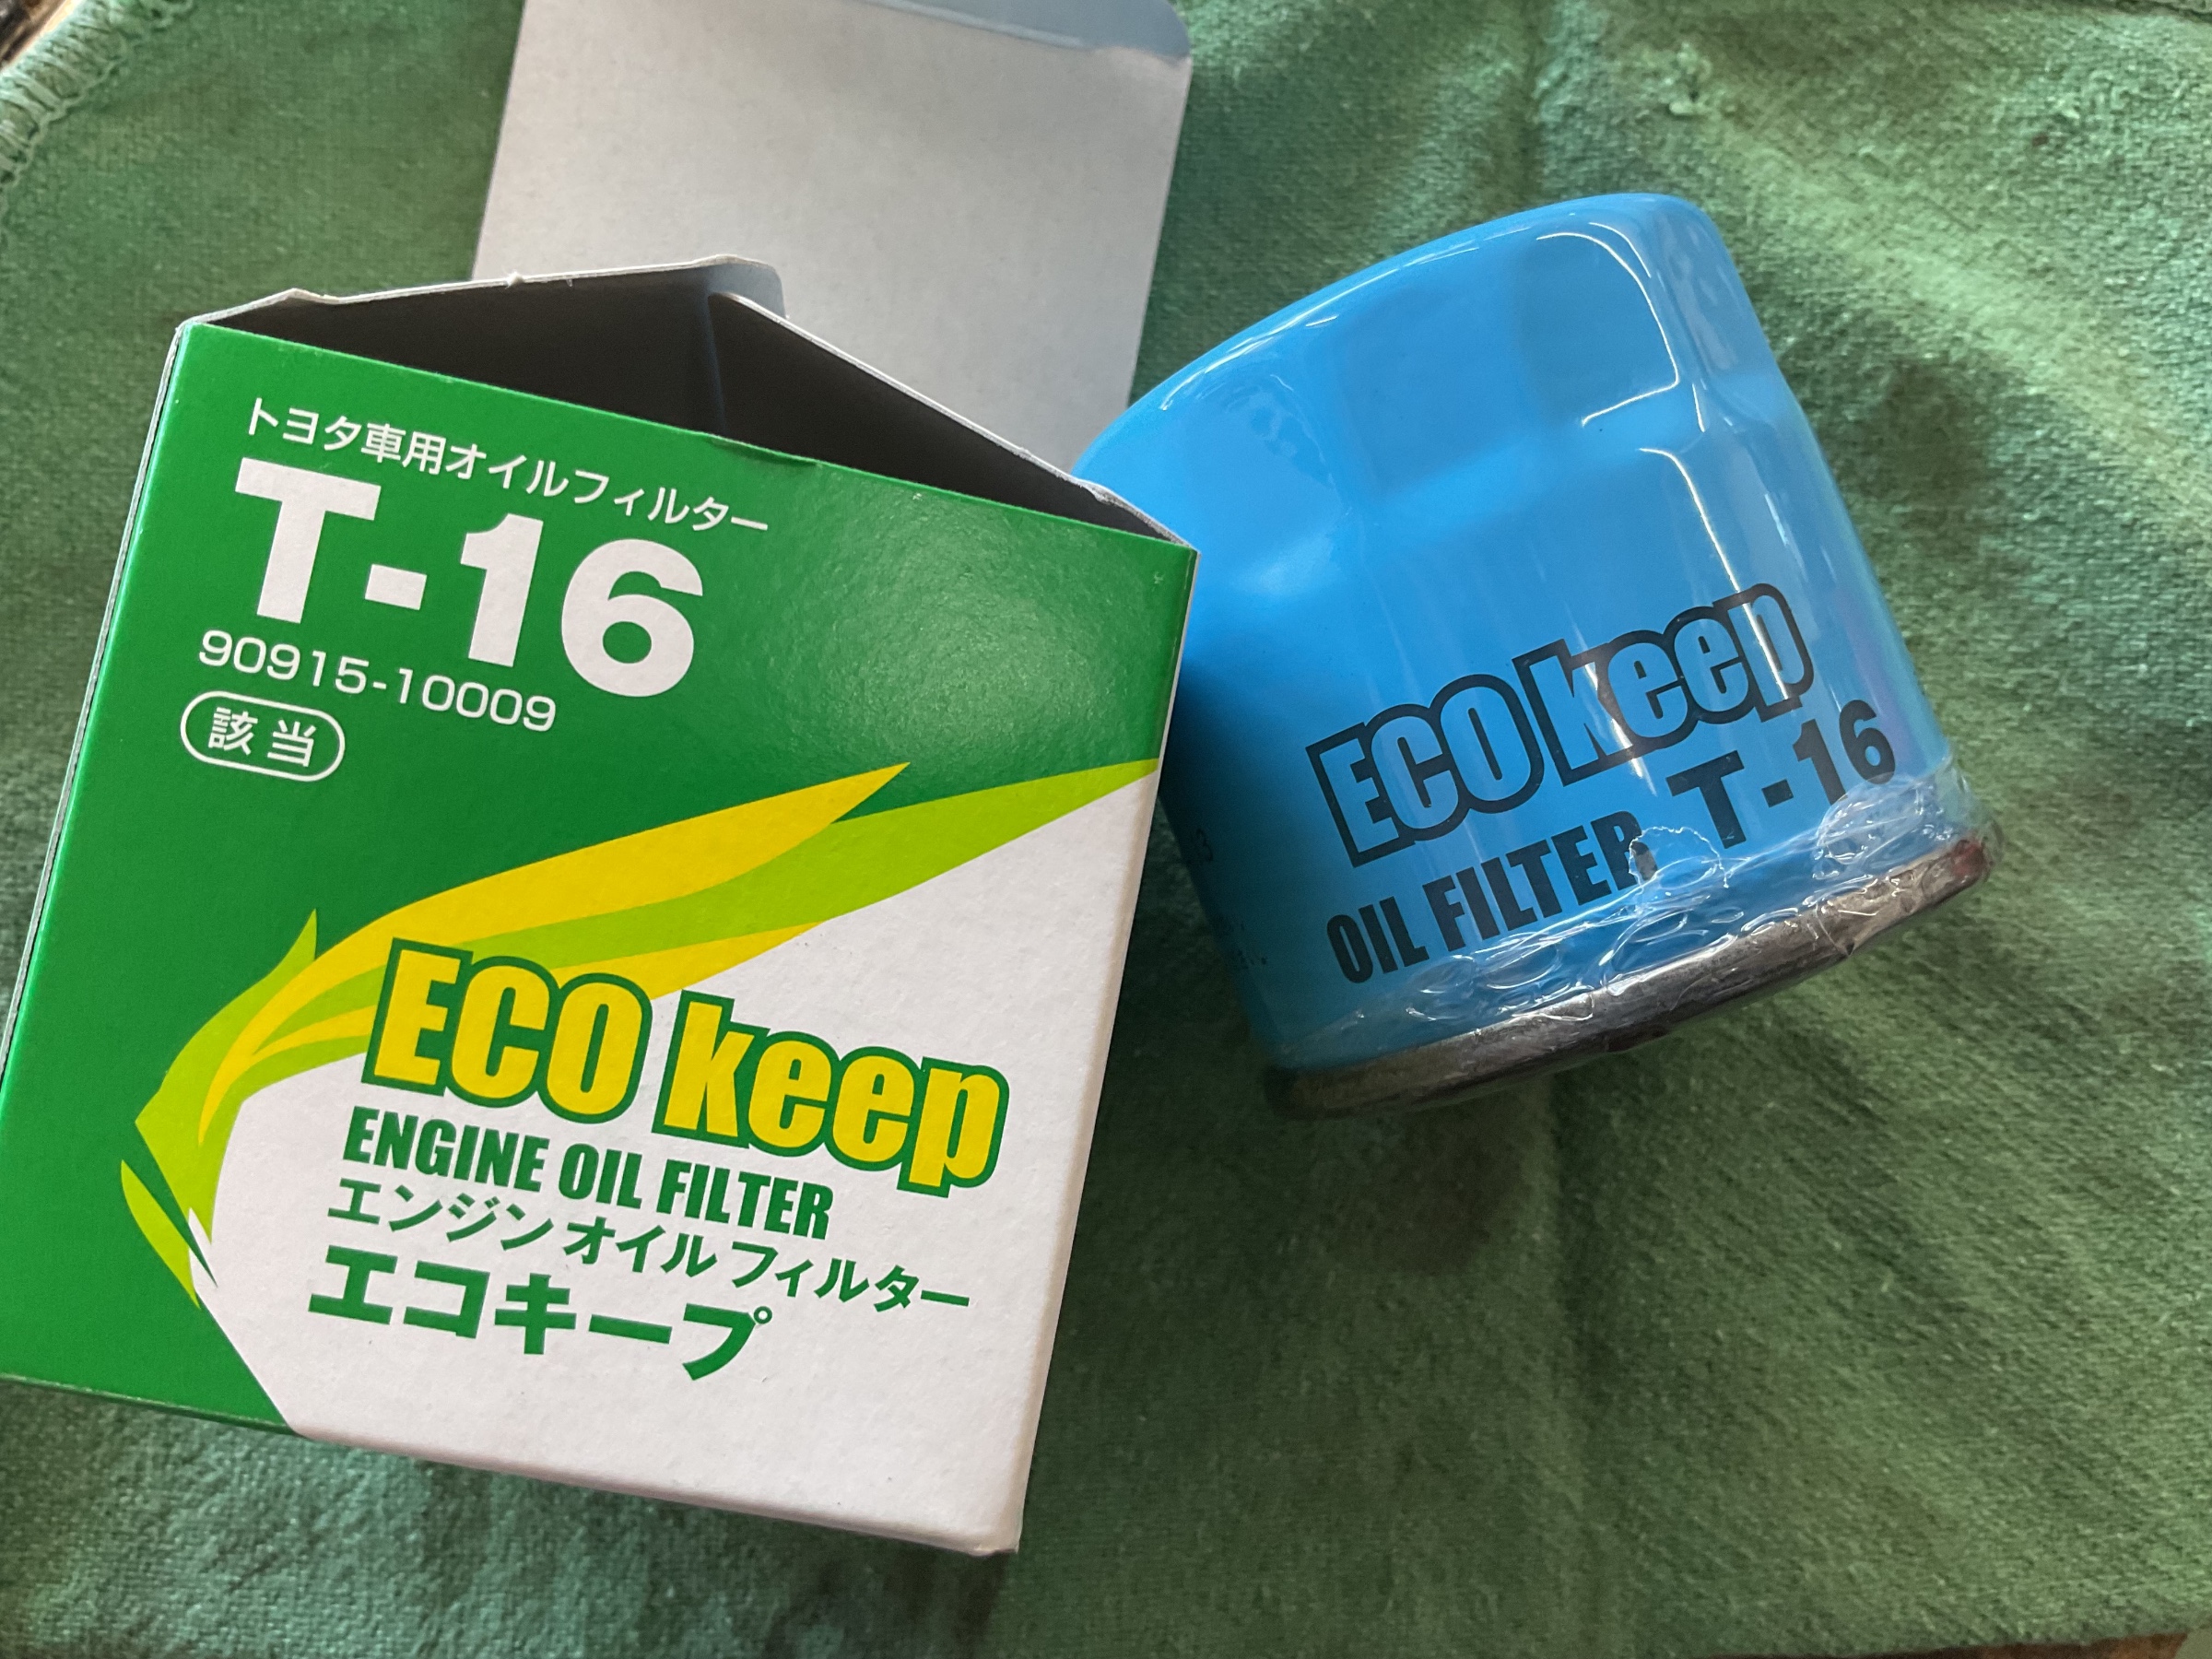 トヨタ車用オイルフィルター
T-16
90915-10009
該当
ECO keep
ENGINE OIL FILTER
エンジンオイルフィルター
エコキープ
ECO keep
OIL FILTER T-16